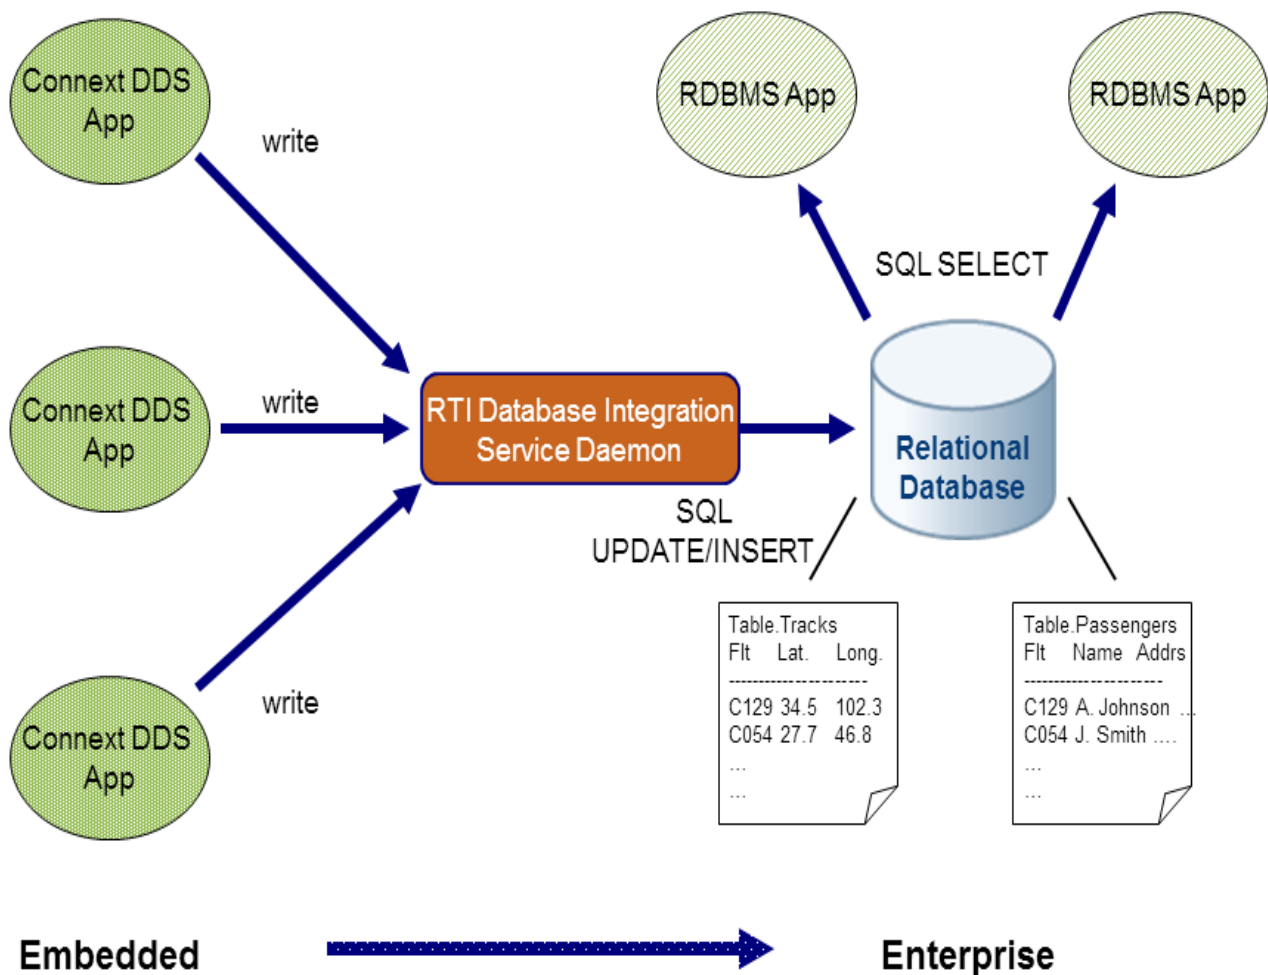 Connext DDS
App
write
RDBMS App
RDBMS App
SQL SELECT
Connext DDS
App
write
RTI Database Integration
Service Daemon
Relational
Database
SQL
UPDATE/INSERT
Connext DDS
App
write
Table.Tracks
Flt Lat. Long.
-----------------------
C129 34.5 102.3
C054 27.7 46.8
...
...
Table.Passengers
Flt Name Addrs
-----------------------
C129 A. Johnson ...
C054 J. Smith ....
...
...
Embedded
Enterprise